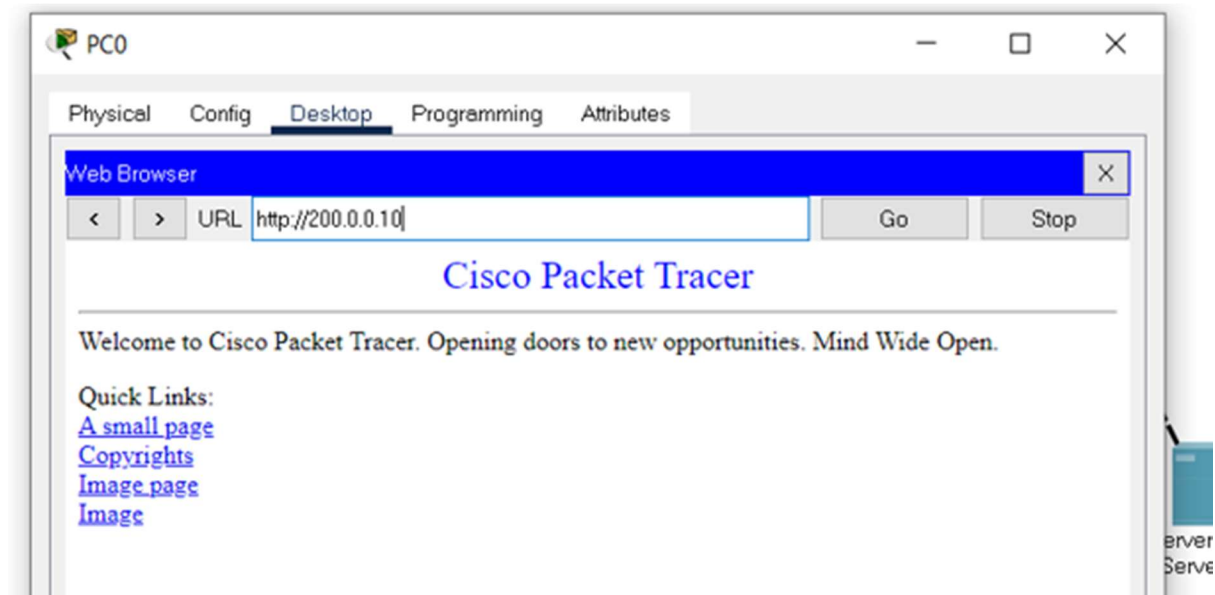 PC0
Physical Config Desktop Programming Attributes
Web Browser X
< > URL http://200.0.0.10 Go Stop
Cisco Packet Tracer
Welcome to Cisco Packet Tracer. Opening doors to new opportunities. Mind Wide Open.
Quick Links:
A small page
Copyrights
Image page
Image
erver
Serve